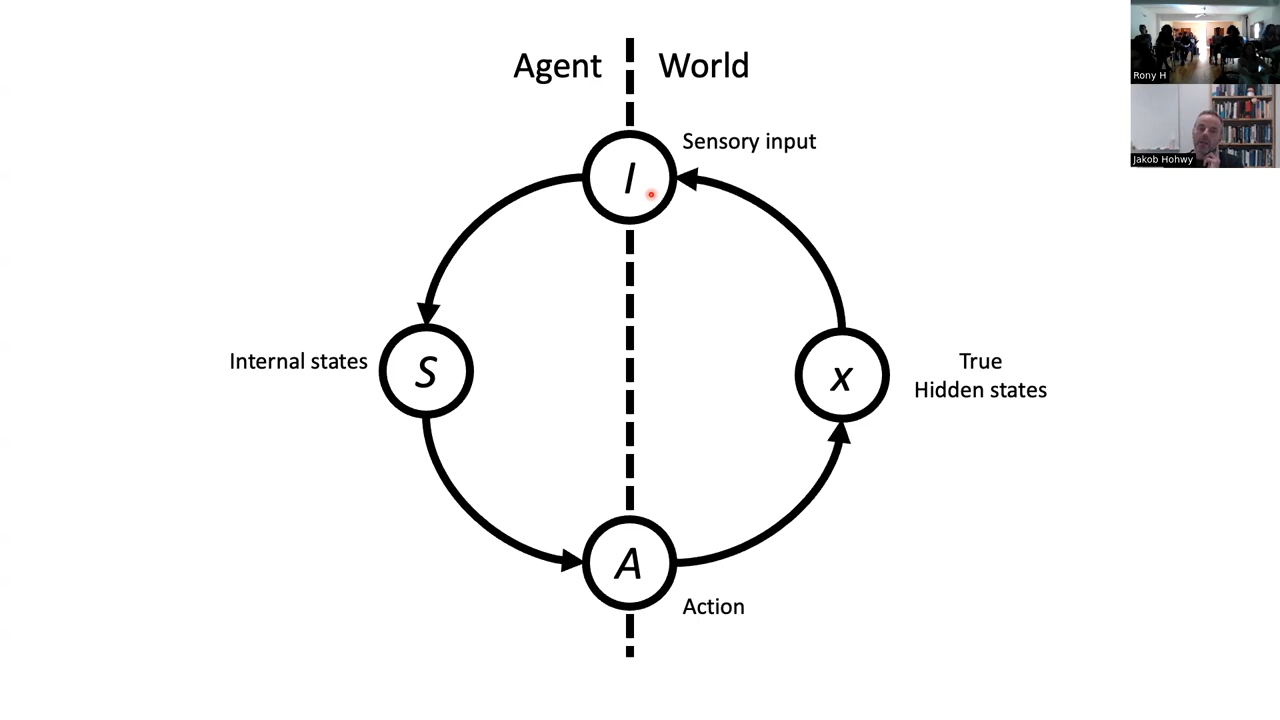 Agent
World
Sensory input
I
Internal states
S
x
True
Hidden states
A
Action
Rony H
Jakob Hohwy